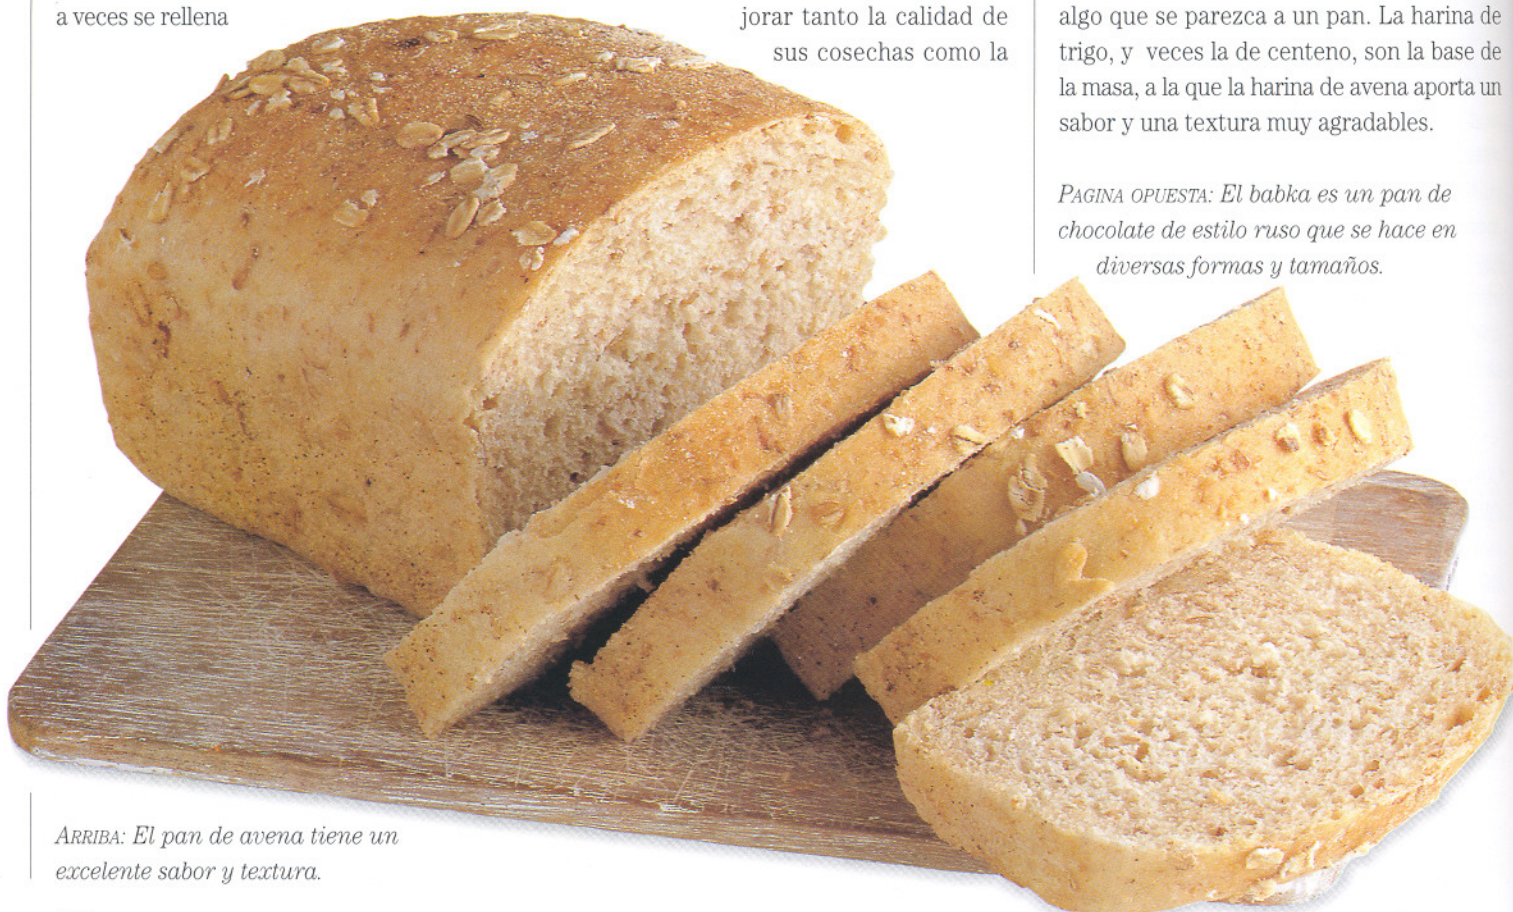 a veces se rellena
jorar tanto la calidad de
sus cosechas como la
algo que se parezca a un pan. La harina de
trigo, y veces la de centeno, son la base de
la masa, a la que la harina de avena aporta un
sabor y una textura muy agradables.
PAGINA OPUESTA: El babka es un pan de
chocolate de estilo ruso que se hace en
diversas formas y tamaños.
ARRIBA: El pan de avena tiene un
excelente sabor y textura.